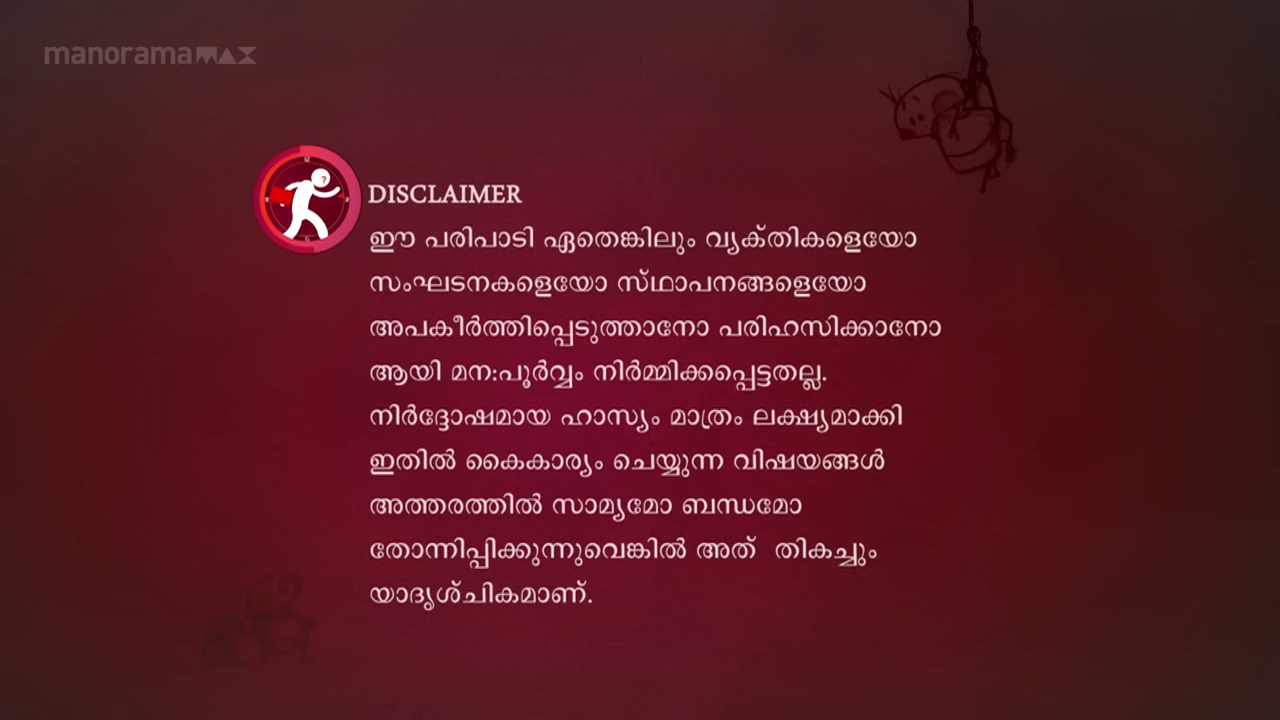 manoramaMAX
DISCLAIMER
ഈ പരിപാടി ഏതെങ്കിലും വ്യക്‌തികളെയോ
സംഘടനകളെയോ സ്‌ഥാപനങ്ങളെയോ
അപകീർത്തിപ്പെടുത്താനോ പരിഹസിക്കാനോ
ആയി മന:പൂർവ്വം നിർമ്മിക്കപ്പെട്ടതല്ല.
നിർദ്ദോഷമായ ഹാസ്യം മാത്രം ലക്ഷ്യമാക്കി
ഇതിൽ കൈകാര്യം ചെയ്യുന്ന വിഷയങ്ങൾ
അത്തരത്തിൽ സാമ്യമോ ബന്ധമോ
തോന്നിപ്പിക്കുന്നുവെങ്കിൽ അത്  തികച്ചും
യാദൃശ്ചികമാണ്.